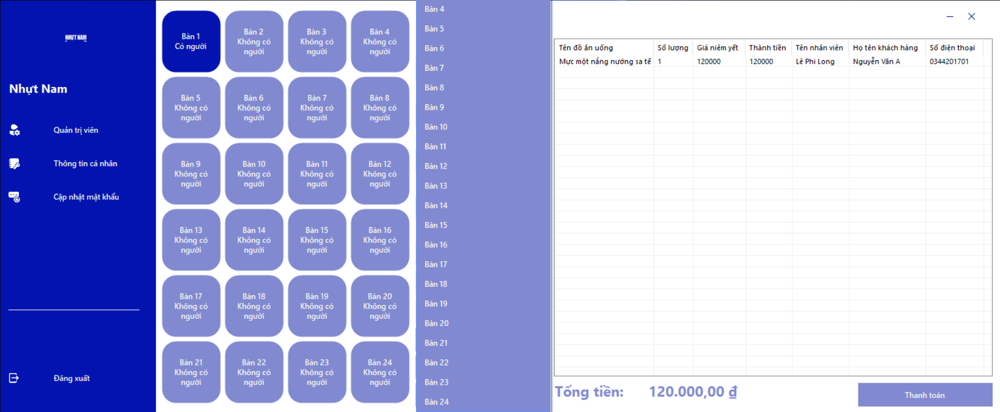 NHỰT NAM
Nhựt Nam
Quản trị viên
Thông tin cá nhân
Cập nhật mật khẩu
Đăng xuất
Bàn 1
Có người
Bàn 2
Không có
người
Bàn 3
Không có
người
Bàn 4
Không có
người
Bàn 5
Không có
người
Bàn 6
Không có
người
Bàn 7
Không có
người
Bàn 8
Không có
người
Bàn 9
Không có
người
Bàn 10
Không có
người
Bàn 11
Không có
người
Bàn 12
Không có
người
Bàn 13
Không có
người
Bàn 14
Không có
người
Bàn 15
Không có
người
Bàn 16
Không có
người
Bàn 17
Không có
người
Bàn 18
Không có
người
Bàn 19
Không có
người
Bàn 20
Không có
người
Bàn 21
Không có
người
Bàn 22
Không có
người
Bàn 23
Không có
người
Bàn 24
Không có
người
Bàn 4
Bàn 5
Bàn 6
Bàn 7
Bàn 8
Bàn 9
Bàn 10
Bàn 11
Bàn 12
Bàn 13
Bàn 14
Bàn 15
Bàn 16
Bàn 17
Bàn 18
Bàn 19
Bàn 20
Bàn 21
Bàn 22
Bàn 23
Bàn 24
Tên đồ ăn uống Số lượng Giá niêm yết Thành tiền Tên nhân viên Họ tên khách hàng Số điện thoại
Mực một nắng nướng sa tế 1 120000 120000 Lê Phi Long Nguyễn Văn A 0344201701
Tổng tiền: 120.000,00 ₫
Thanh toán